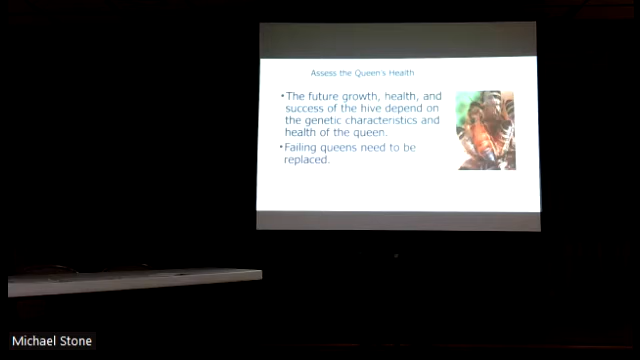 Assess the Queen's Health
•The future growth, health, and
success of the hive depend on
the genetic characteristics and
health of the queen.
•Failing queens need to be
replaced.
Michael Stone